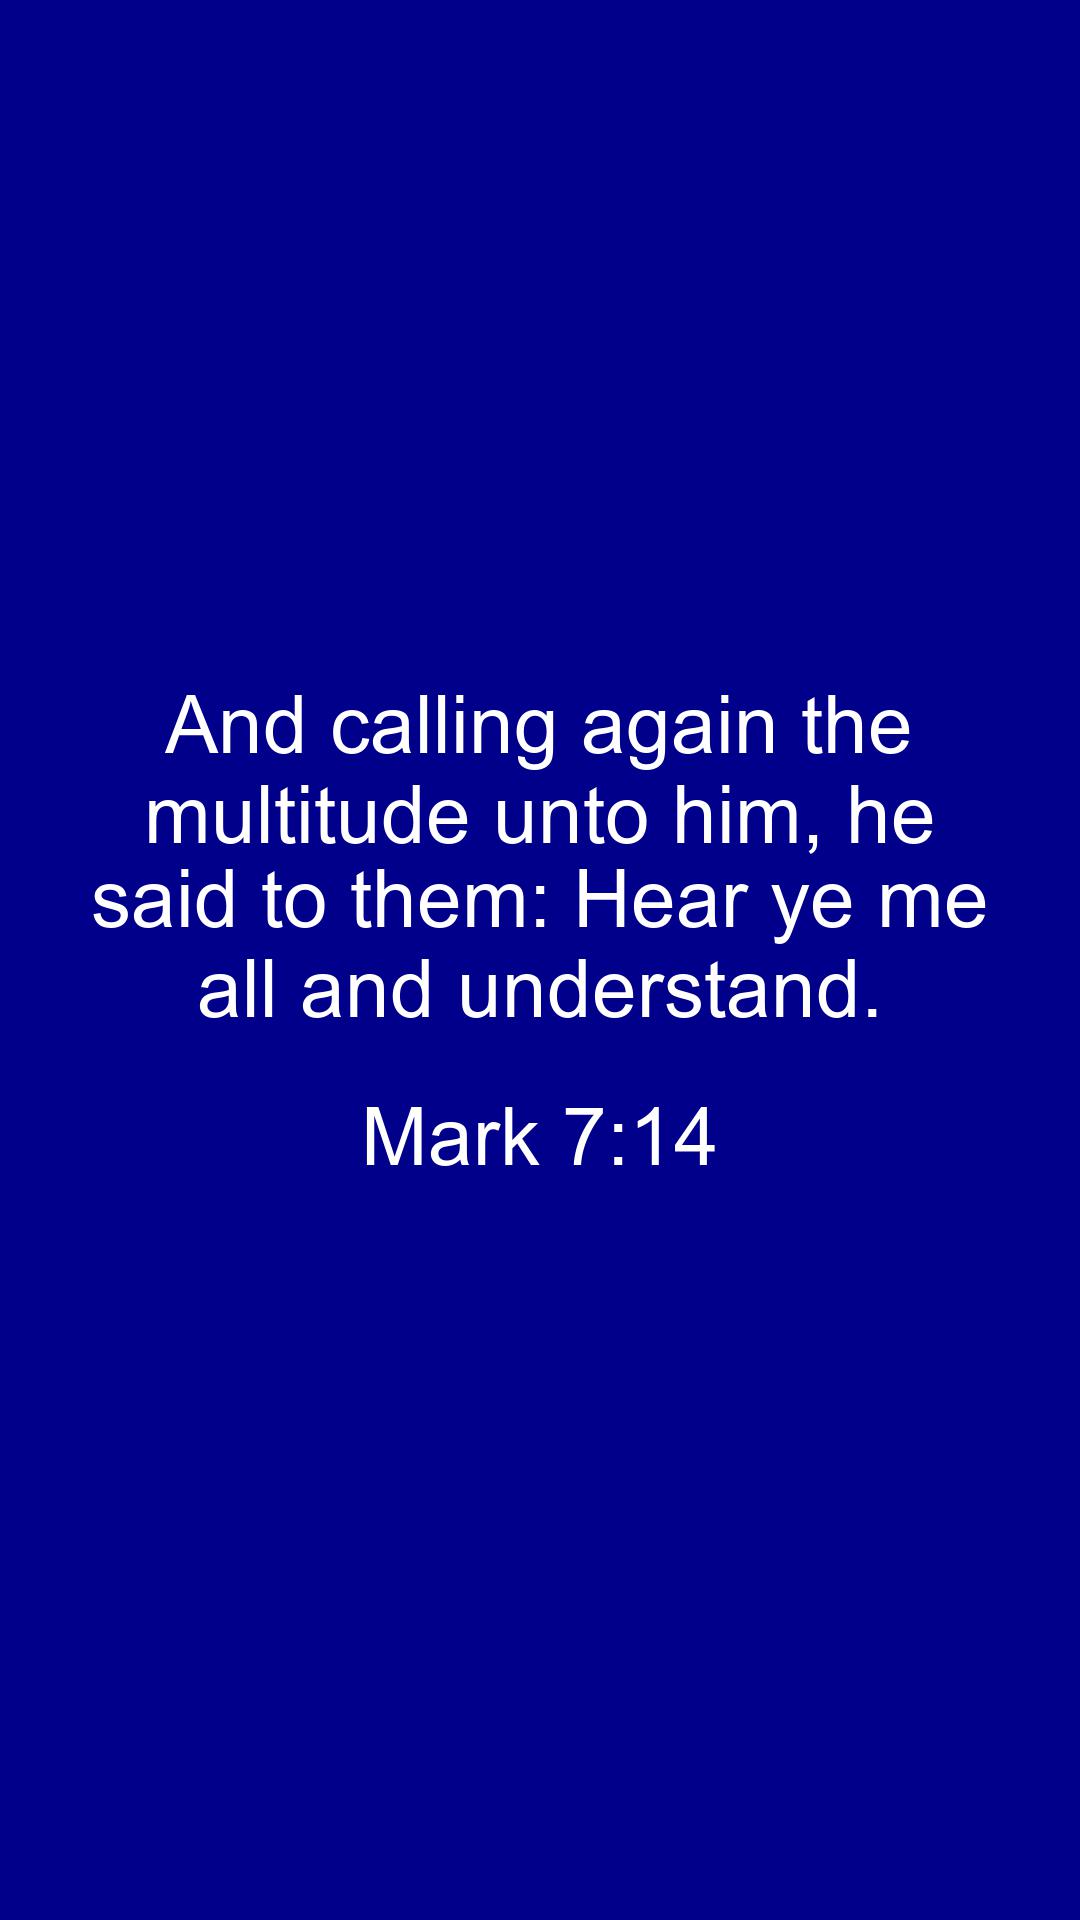 And calling again the
multitude unto him, he
said to them: Hear ye me
all and understand.
Mark 7:14